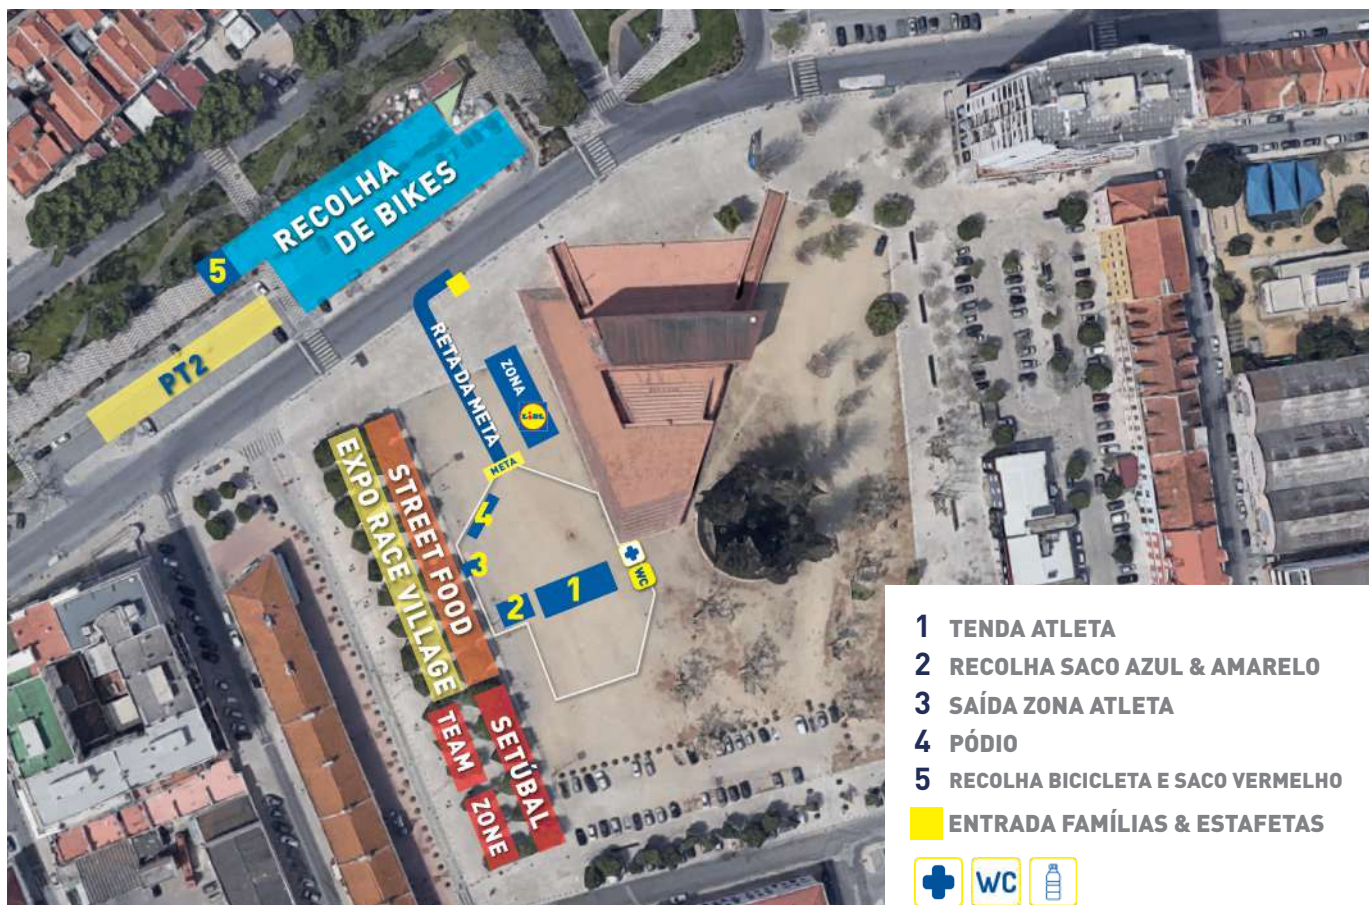 RECOLHA
DE BIKES
5
PT2
RETA DA META
ZONA
LIDL
META
EXPO RACE VILLAGE
STREET FOOD
4
3
2
1
WC
TEAM
ZONE
SETÚBAL
1 TENDA ATLETA
2 RECOLHA SACO AZUL & AMARELO
3 SAÍDA ZONA ATLETA
4 PÓDIO
5 RECOLHA BICICLETA E SACO VERMELHO
ENTRADA FAMÍLIAS & ESTAFETAS
WC